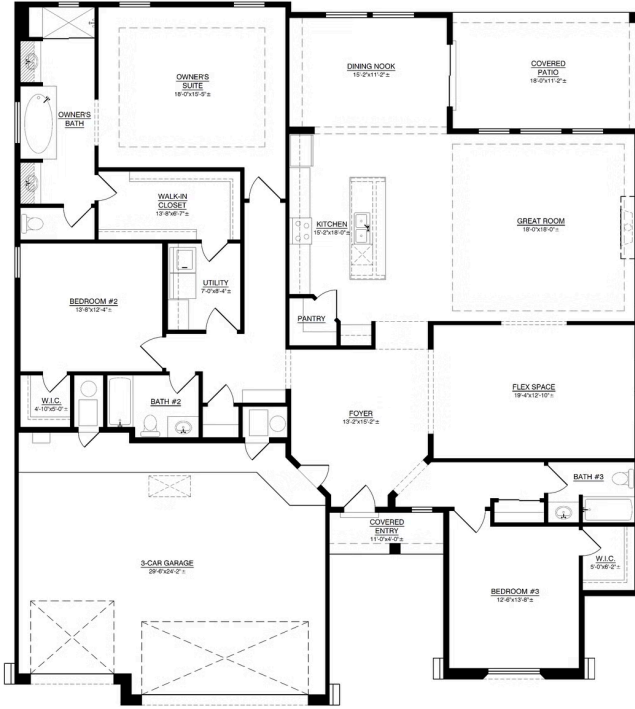 OWNER'S
SUITE
18'-0"x15'-5"±
DINING NOOK
15'-2"x11'-2"±
COVERED
PATIO
18'-0"x11'-2"±
OWNER'S
BATH
WALK-IN
CLOSET
13'-8"x6'-7"±
KITCHEN
15'-2"x18'-0"±
GREAT ROOM
18'-0"x18'-0"±
UTILITY
7'-0"x8'-4"±
BEDROOM #2
13'-8"x12'-4"±
PANTRY
W.I.C.
4'-10"x5'-0"±
BATH #2
FLEX SPACE
19'-4"x12'-10"±
FOYER
13'-2"x15'-2"±
BATH #3
COVERED
ENTRY
11'-0"x4'-0"±
W.I.C.
5'-0"x6'-2"±
3-CAR GARAGE
29'-6"x24'-2"±
BEDROOM #3
12'-6"x13'-8"±